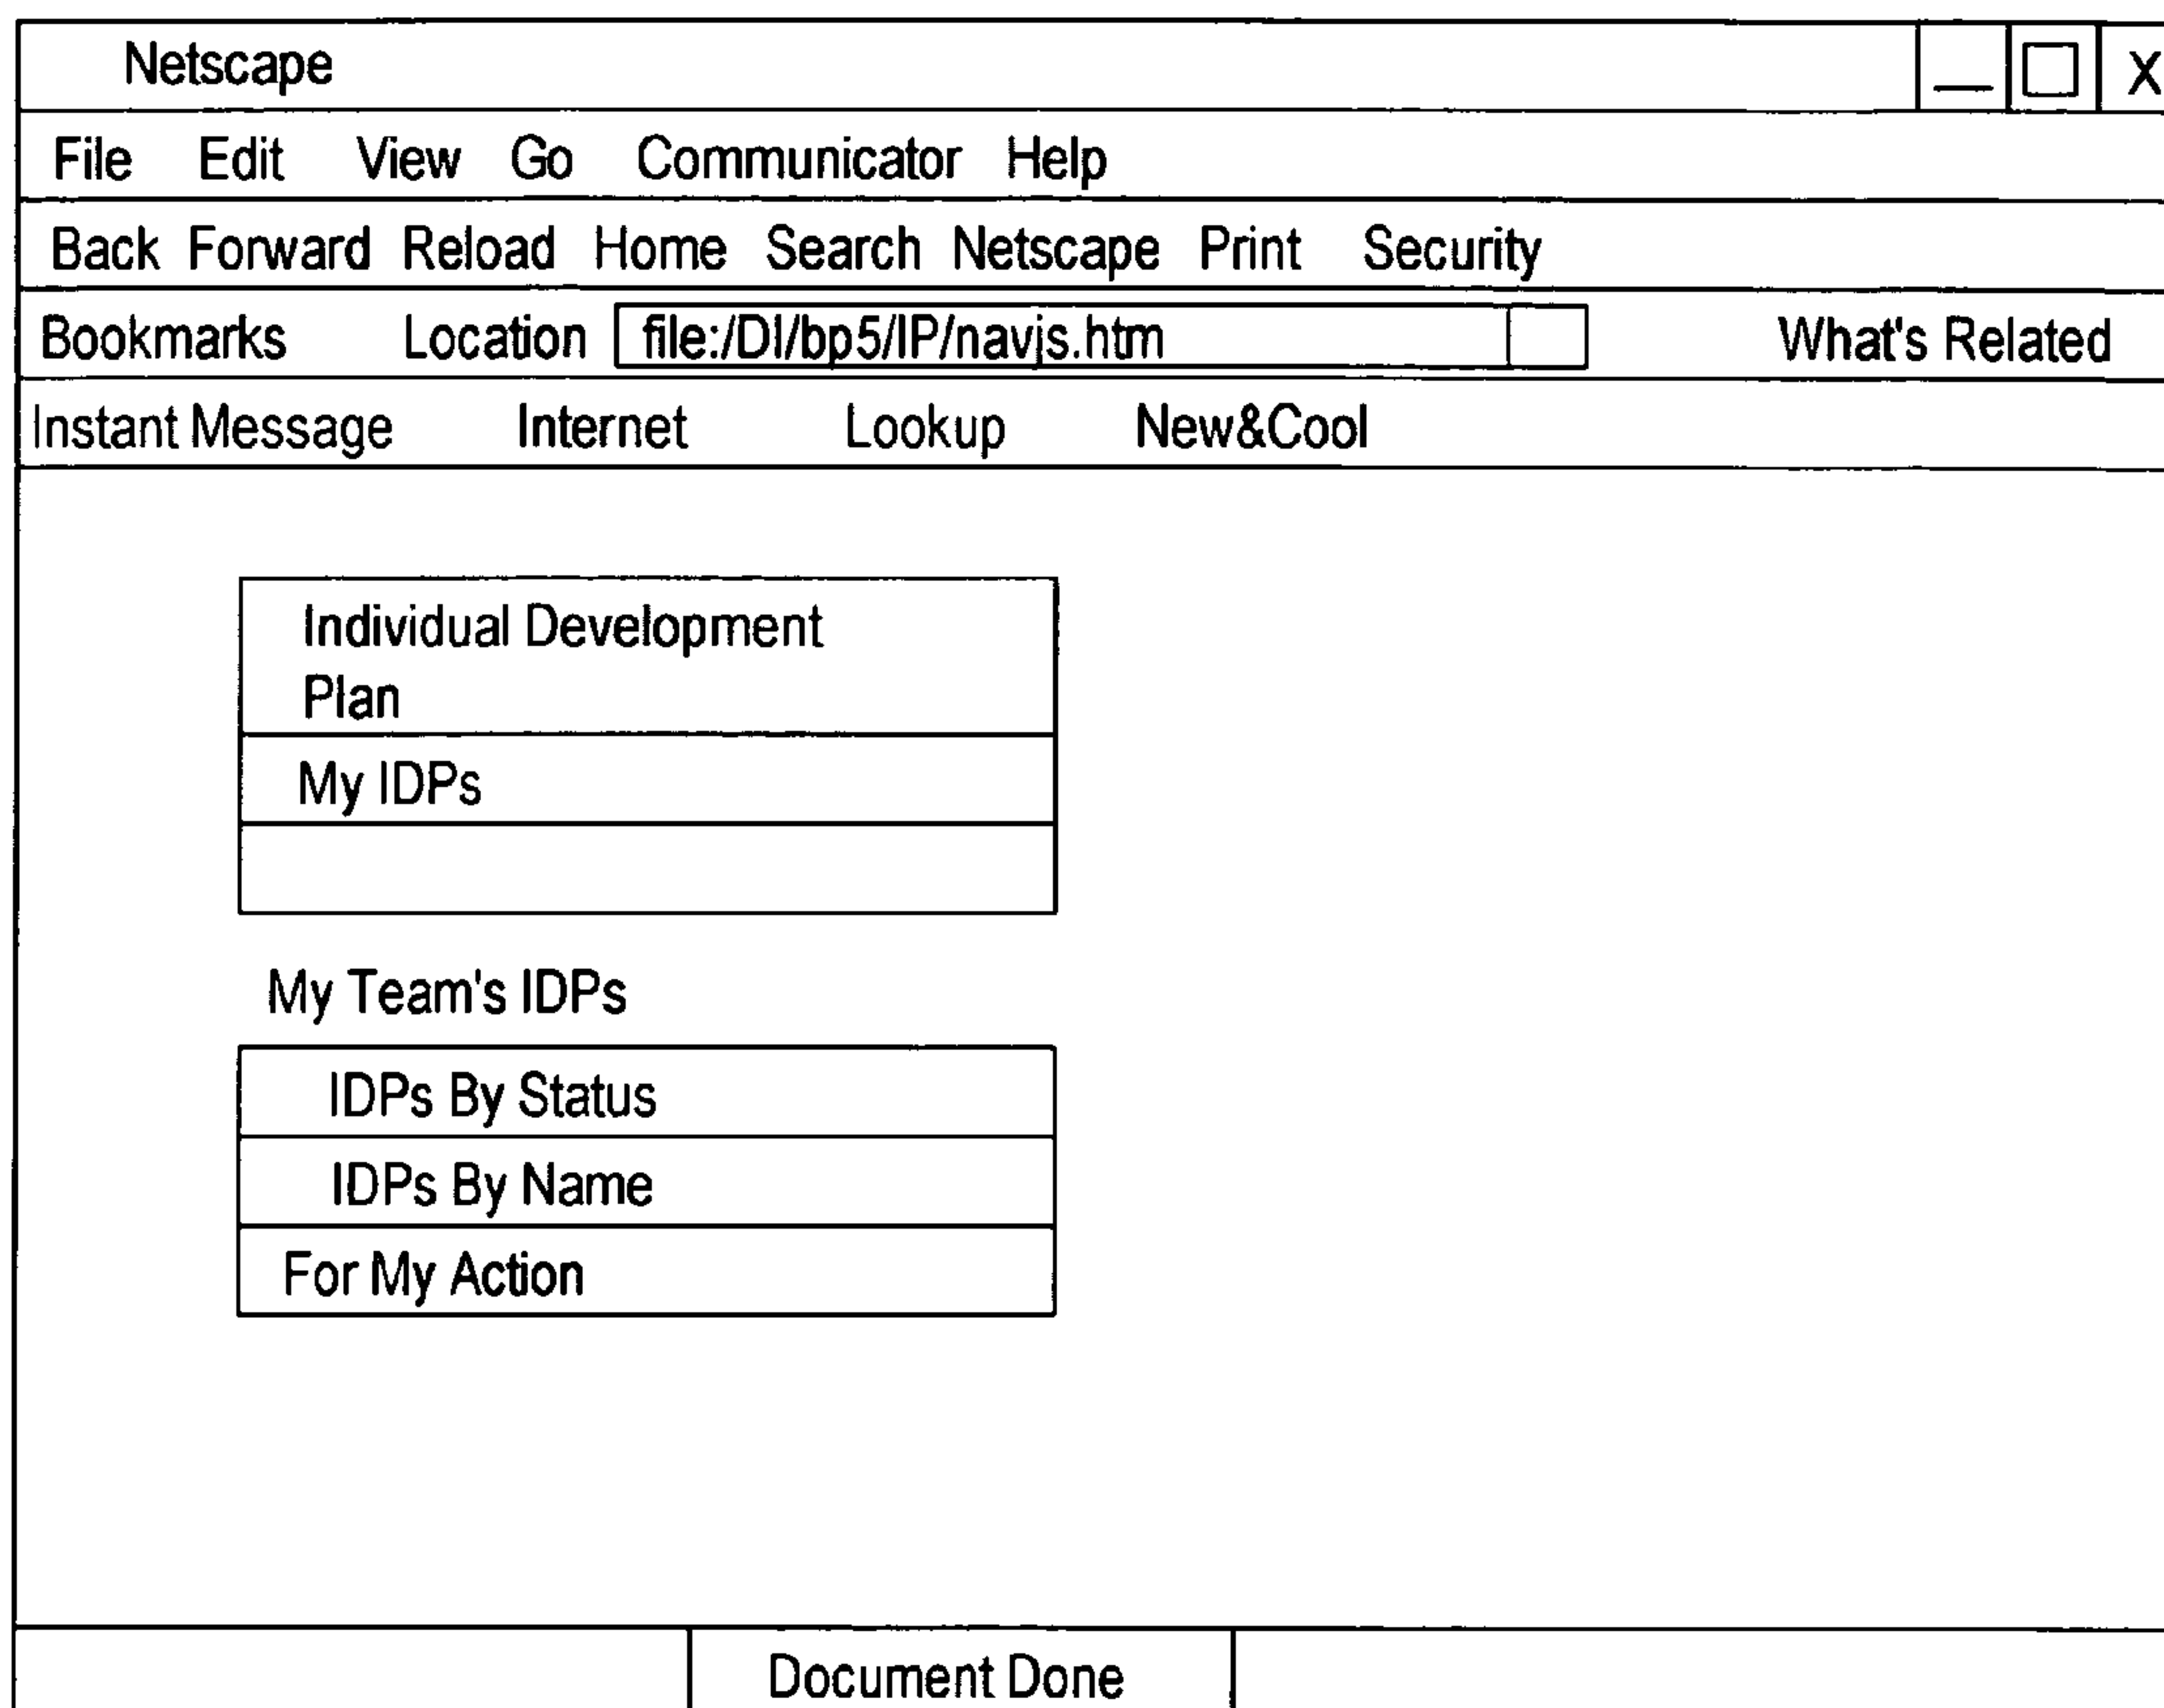 Netscape X
File Edit View Go Communicator Help
Back Forward Reload Home Search Netscape Print Security
Bookmarks Location file:/DI/bp5/IP/navjs.htm What's Related
Instant Message Internet Lookup New&Cool
Individual Development
Plan
My IDPs
My Team's IDPs
IDPs By Status
IDPs By Name
For My Action
Document Done